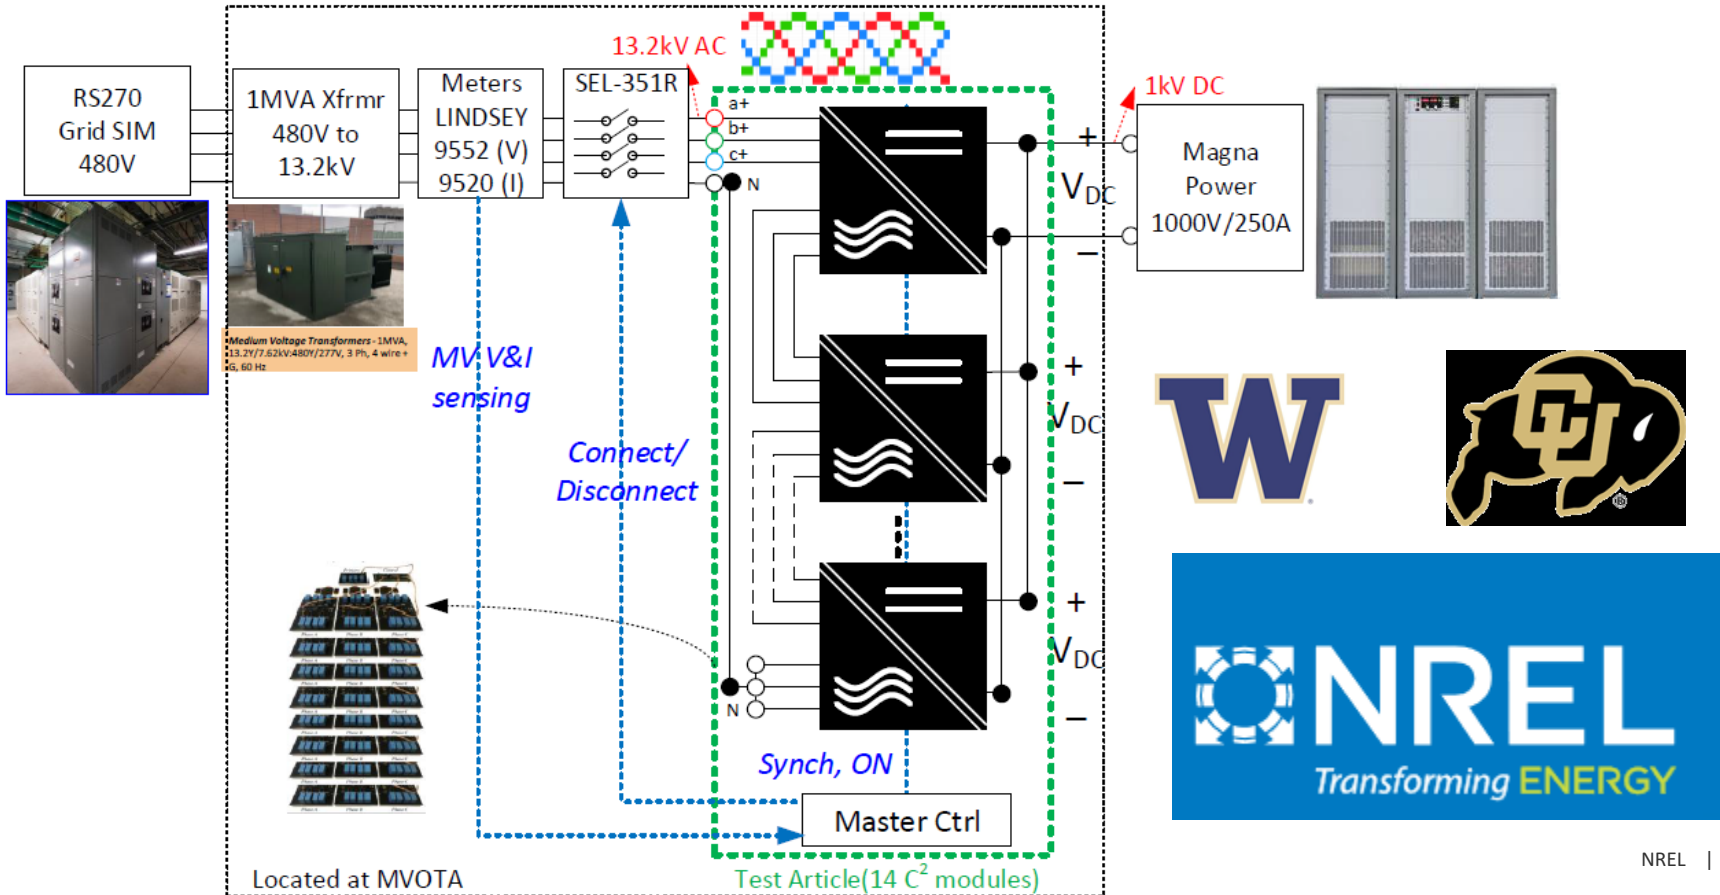 13.2kV AC
RS270
Grid SIM
480V
1MVA Xfrmr
480V to
13.2kV
Meters
LINDSEY
9552 (V)
9520 (I)
SEL-351R
a+
b+
c+
N
1kV DC
Magna
Power
1000V/250A
+
VDC
−
Medium Voltage Transformers - 1MVA,
13.2Y/7.62kV:480Y/277V, 3 Ph, 4 wire +
G, 60 Hz
MV V&I
sensing
Connect/
Disconnect
+
VDC
−
W
CU
+
VDC
−
N
Synch, ON
Master Ctrl
NREL
Transforming ENERGY
Located at MVOTA
Test Article(14 C² modules)
NREL |